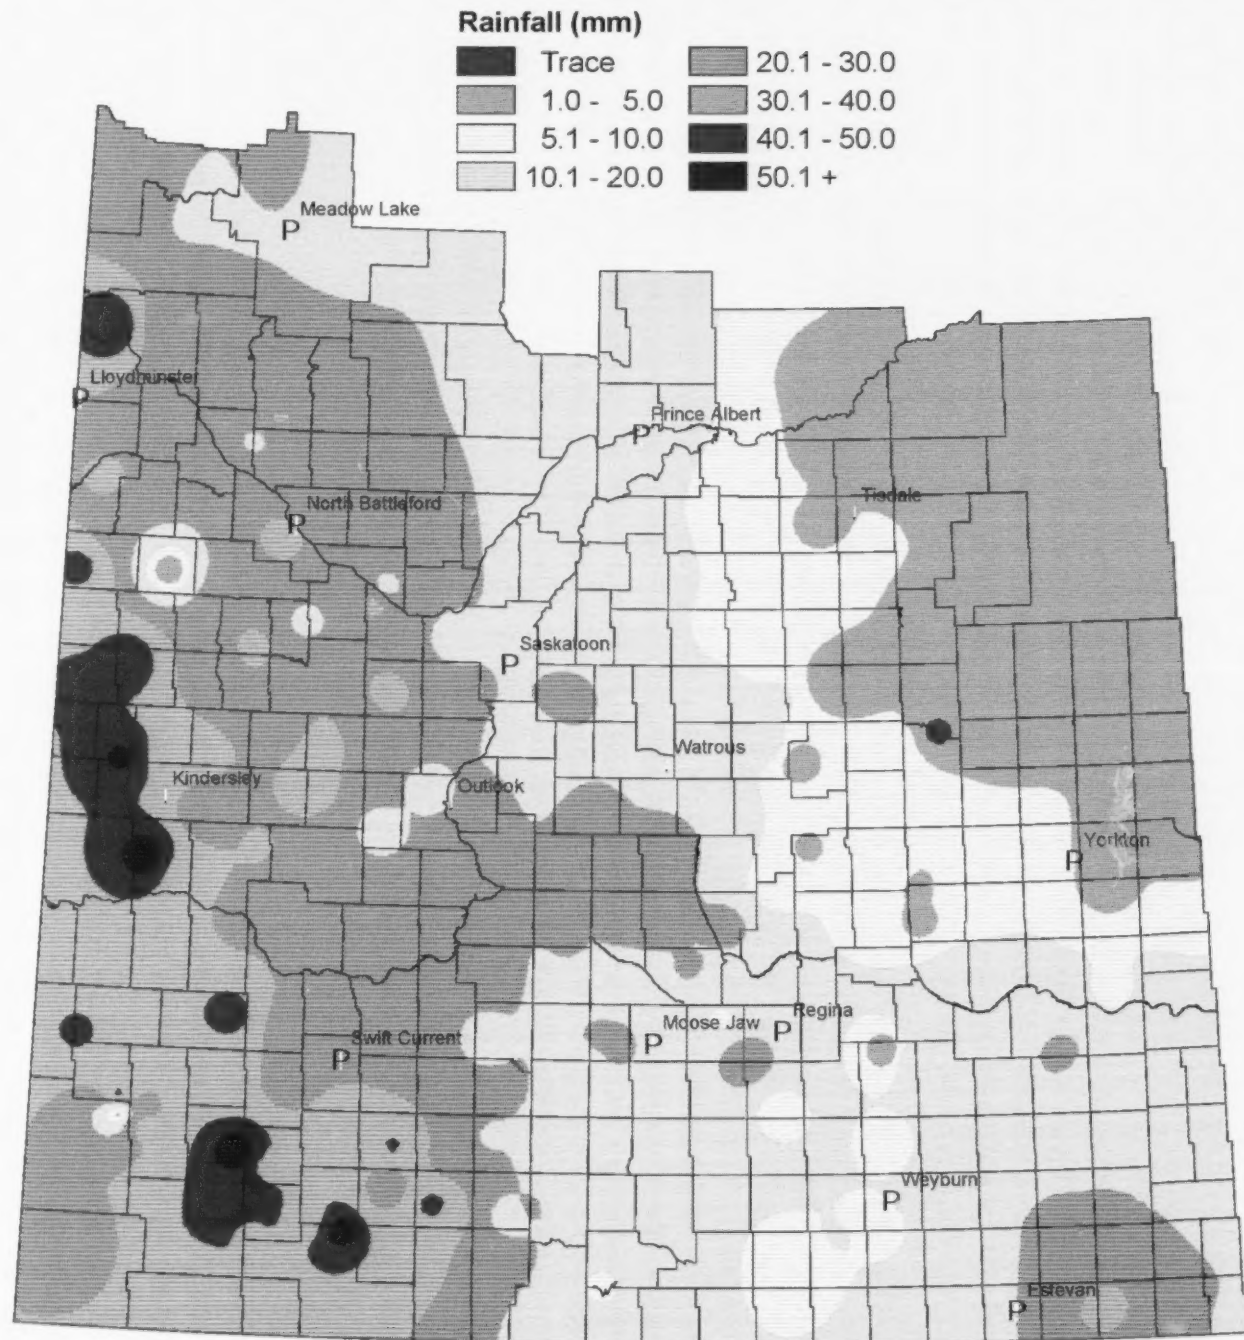 Rainfall (mm)
Trace
1.0 - 5.0
5.1 - 10.0
10.1 - 20.0
20.1 - 30.0
30.1 - 40.0
40.1 - 50.0
50.1 +
Meadow Lake
P
Lloydminster
P
Prince Albert
P
Tisdale
North Battleford
P
Saskatoon
P
Watrous
Kindersley
Outlook
Yorkton
P
Regina
P
Moose Jaw
P
Swift Current
P
Weyburn
P
Estevan
P